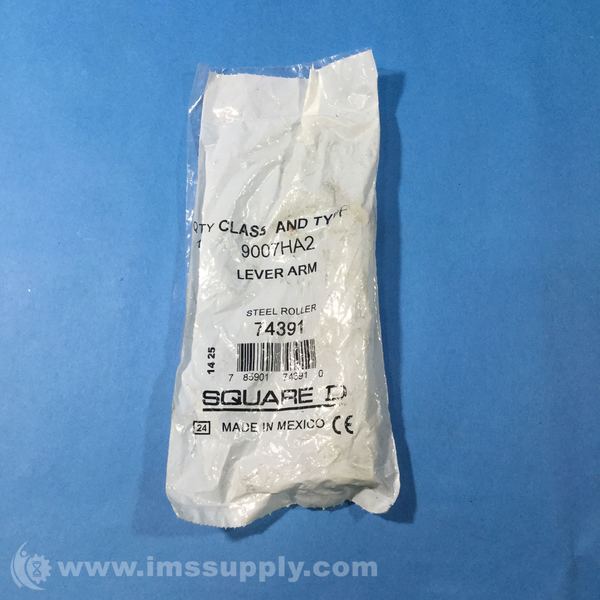 QTY CLASS AND TYPE
1
9007HA2
LEVER ARM
STEEL ROLLER
74391
14 25
7 85901 74391 0
SQUARE D
24 MADE IN MEXICO CE
www.imssupply.com